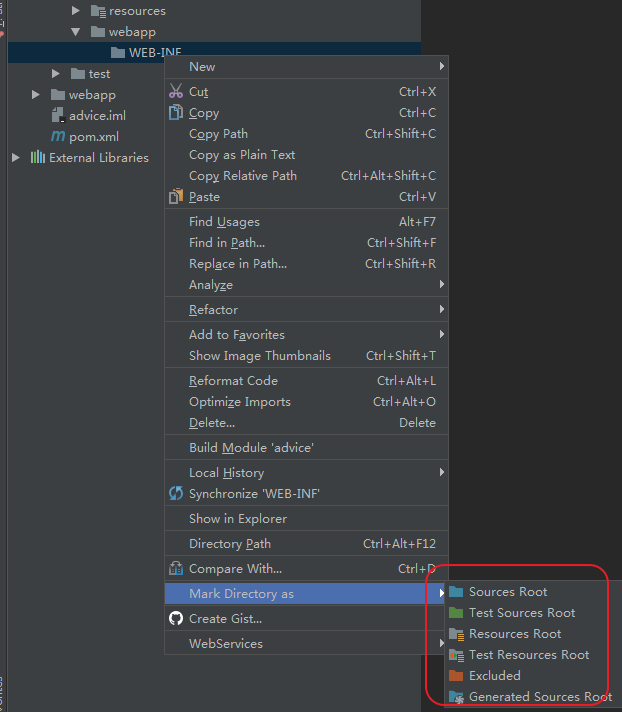 resources
webapp
WEB-INF
test
webapp
advice.iml
pom.xml
External Libraries
New
Cut Ctrl+X
Copy Ctrl+C
Copy Path Ctrl+Shift+C
Copy as Plain Text
Copy Relative Path Ctrl+Alt+Shift+C
Paste Ctrl+V
Find Usages Alt+F7
Find in Path... Ctrl+Shift+F
Replace in Path... Ctrl+Shift+R
Analyze
Refactor
Add to Favorites
Show Image Thumbnails Ctrl+Shift+T
Reformat Code Ctrl+Alt+L
Optimize Imports Ctrl+Alt+O
Delete... Delete
Build Module 'advice'
Local History
Synchronize 'WEB-INF'
Show in Explorer
Directory Path Ctrl+Alt+F12
Compare With... Ctrl+D
Mark Directory as
Create Gist...
WebServices
Sources Root
Test Sources Root
Resources Root
Test Resources Root
Excluded
Generated Sources Root